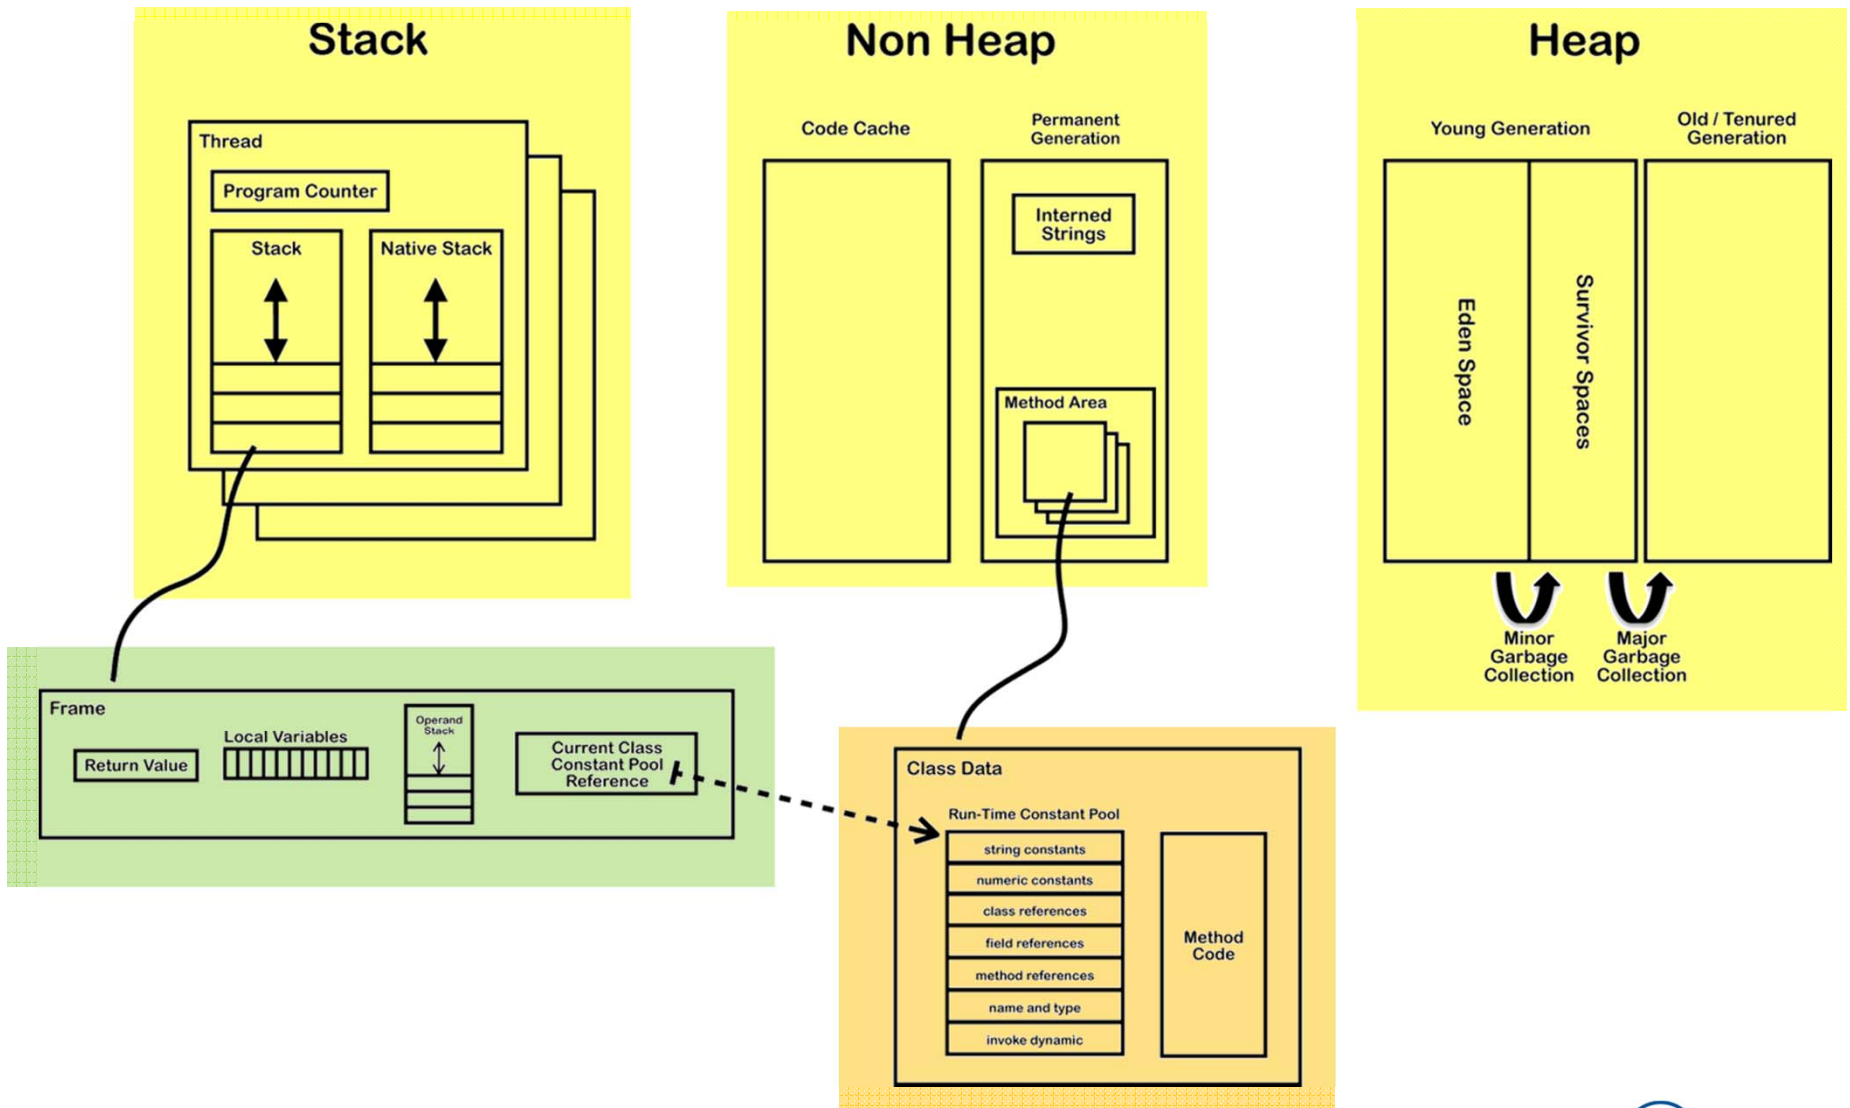 Stack
Thread
Program Counter
Stack
Native Stack
Non Heap
Code Cache
Permanent
Generation
Interned
Strings
Method Area
Heap
Young Generation
Old / Tenured
Generation
Eden Space
Survivor Spaces
Minor
Garbage
Collection
Major
Garbage
Collection
Frame
Return Value
Local Variables
Operand
Stack
Current Class
Constant Pool
Reference
Class Data
Run-Time Constant Pool
string constants
numeric constants
class references
field references
method references
name and type
invoke dynamic
Method
Code